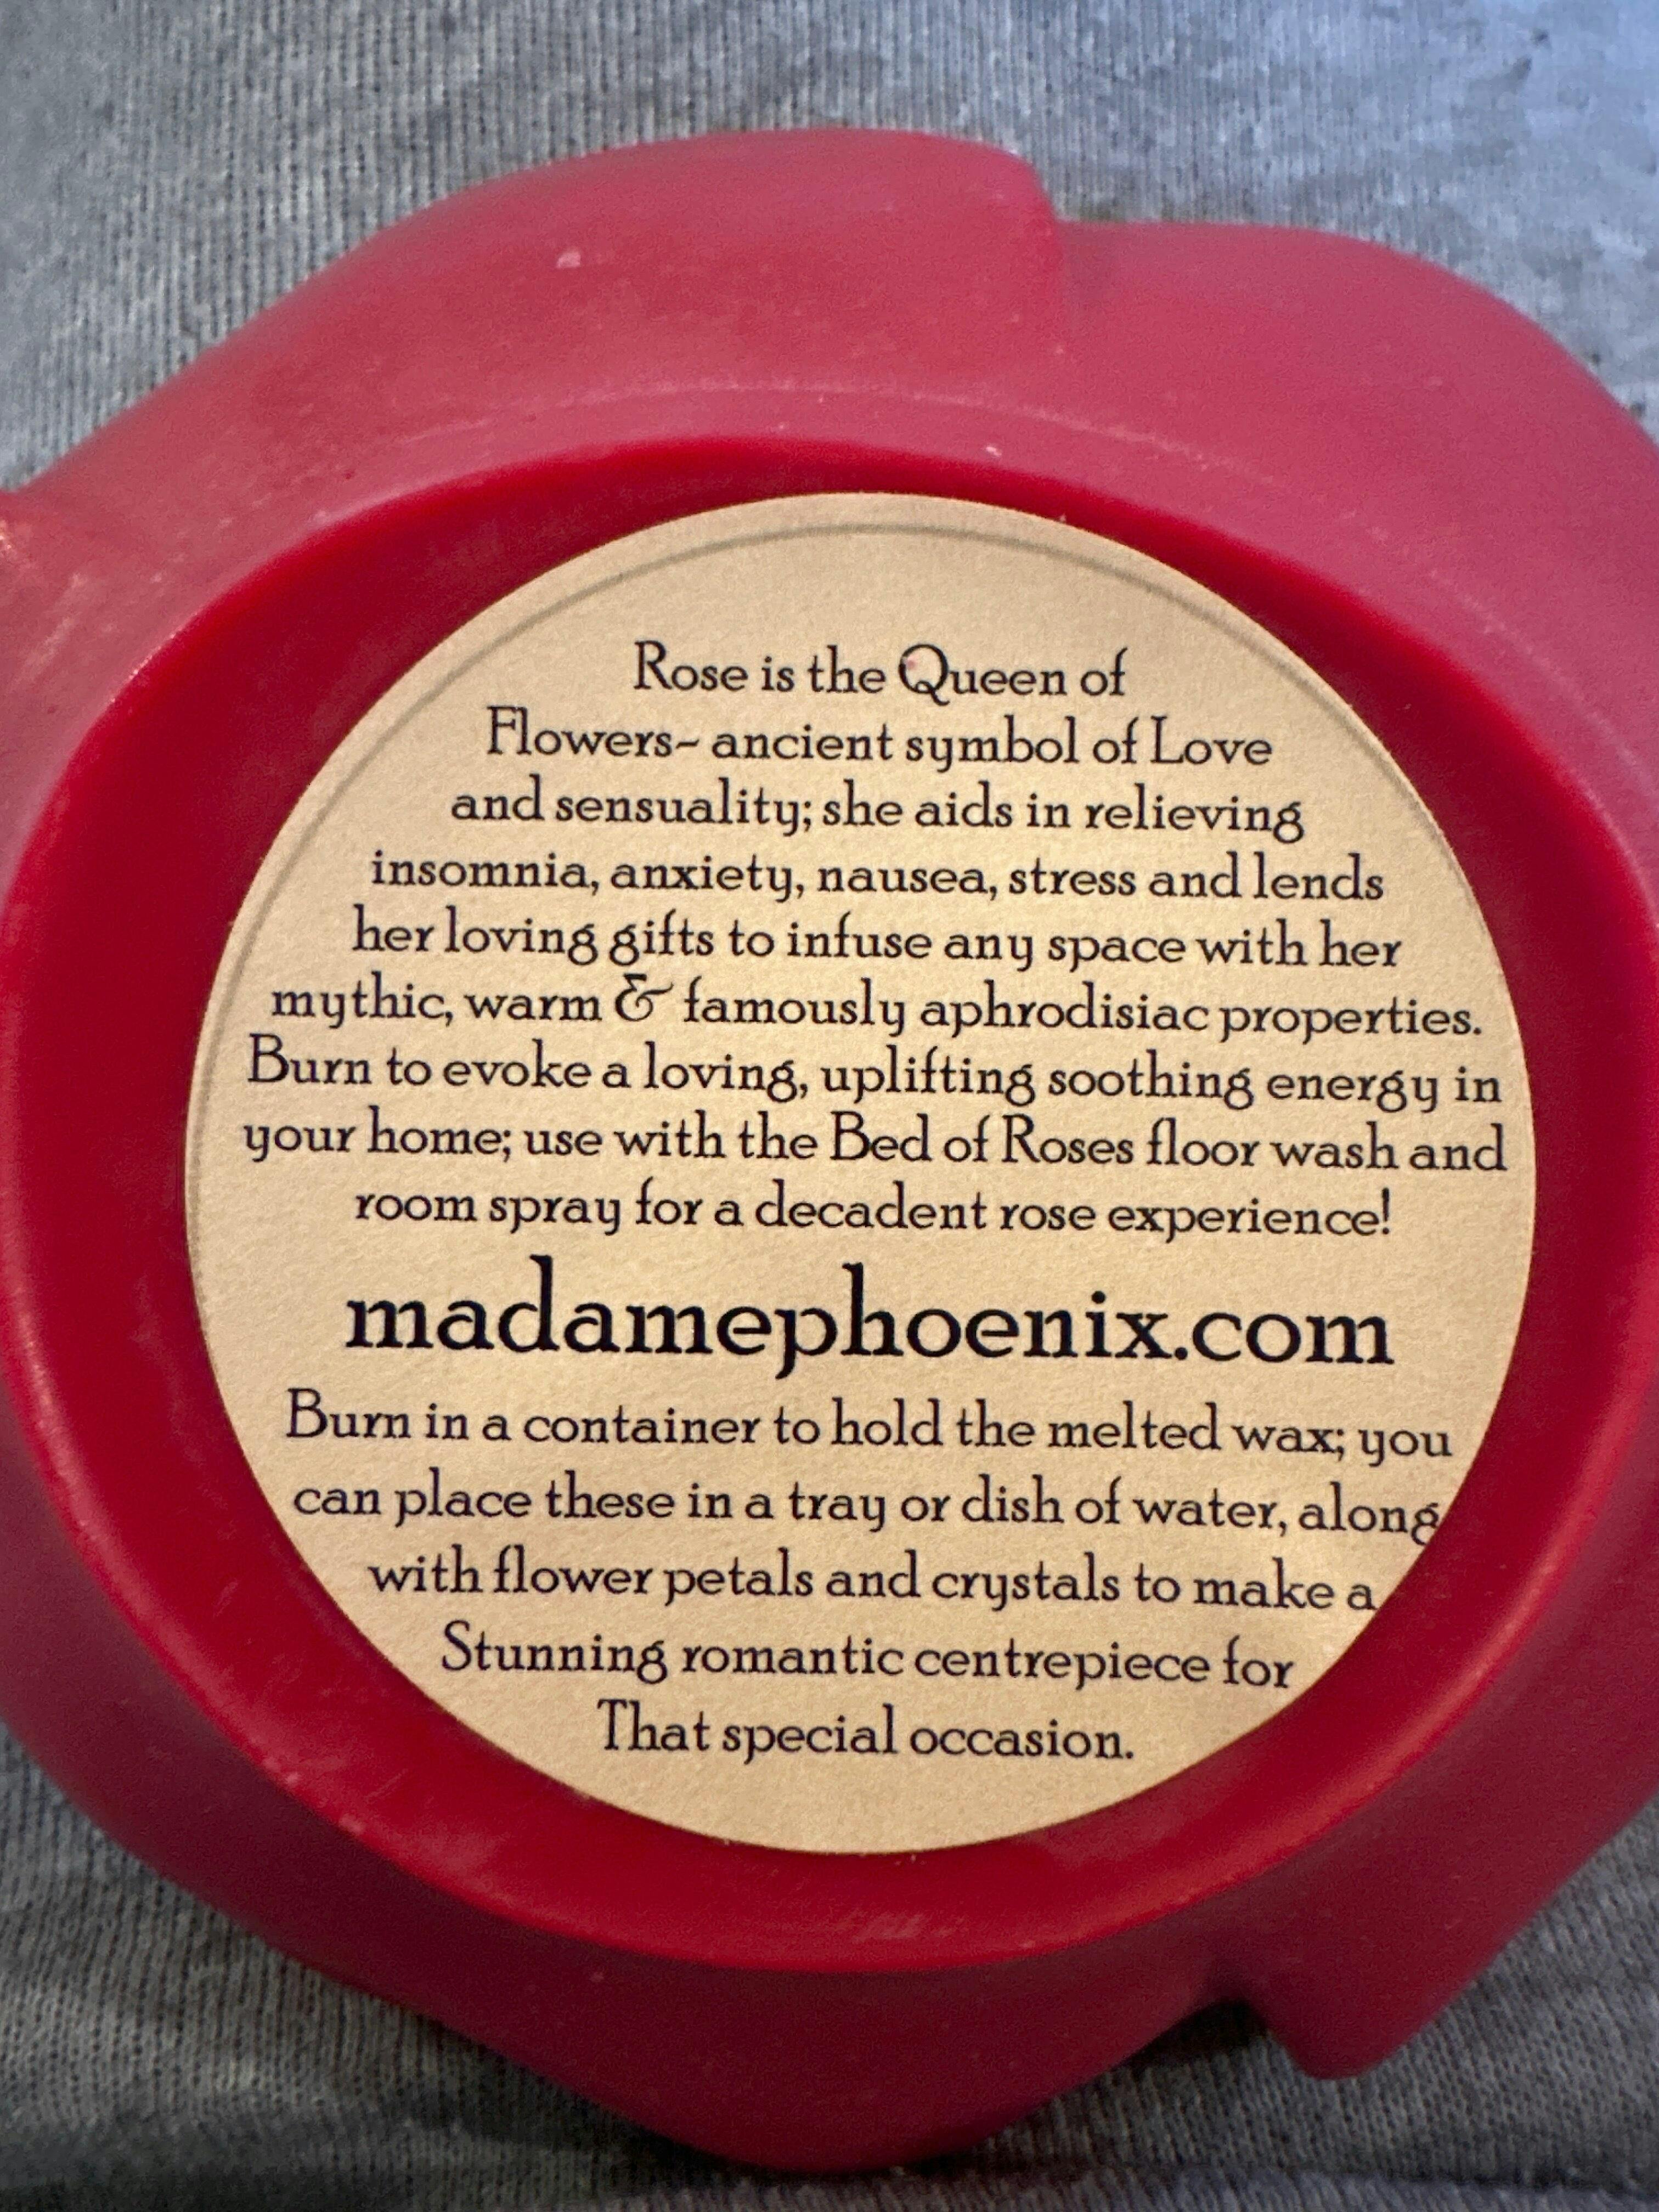 Rose is the Queen of
Flowers~ ancient symbol of Love
and sensuality; she aids in relieving
insomnia, anxiety, nausea, stress and lends
her loving gifts to infuse any space with her
mythic, warm & famously aphrodisiac properties.
Burn to evoke a loving, uplifting soothing energy in
your home; use with the Bed of Roses floor wash and
room spray for a decadent rose experience!
madamephoenix.com
Burn in a container to hold the melted wax; you
can place these in a tray or dish of water, along
with flower petals and crystals to make a
Stunning romantic centrepiece for
That special occasion.